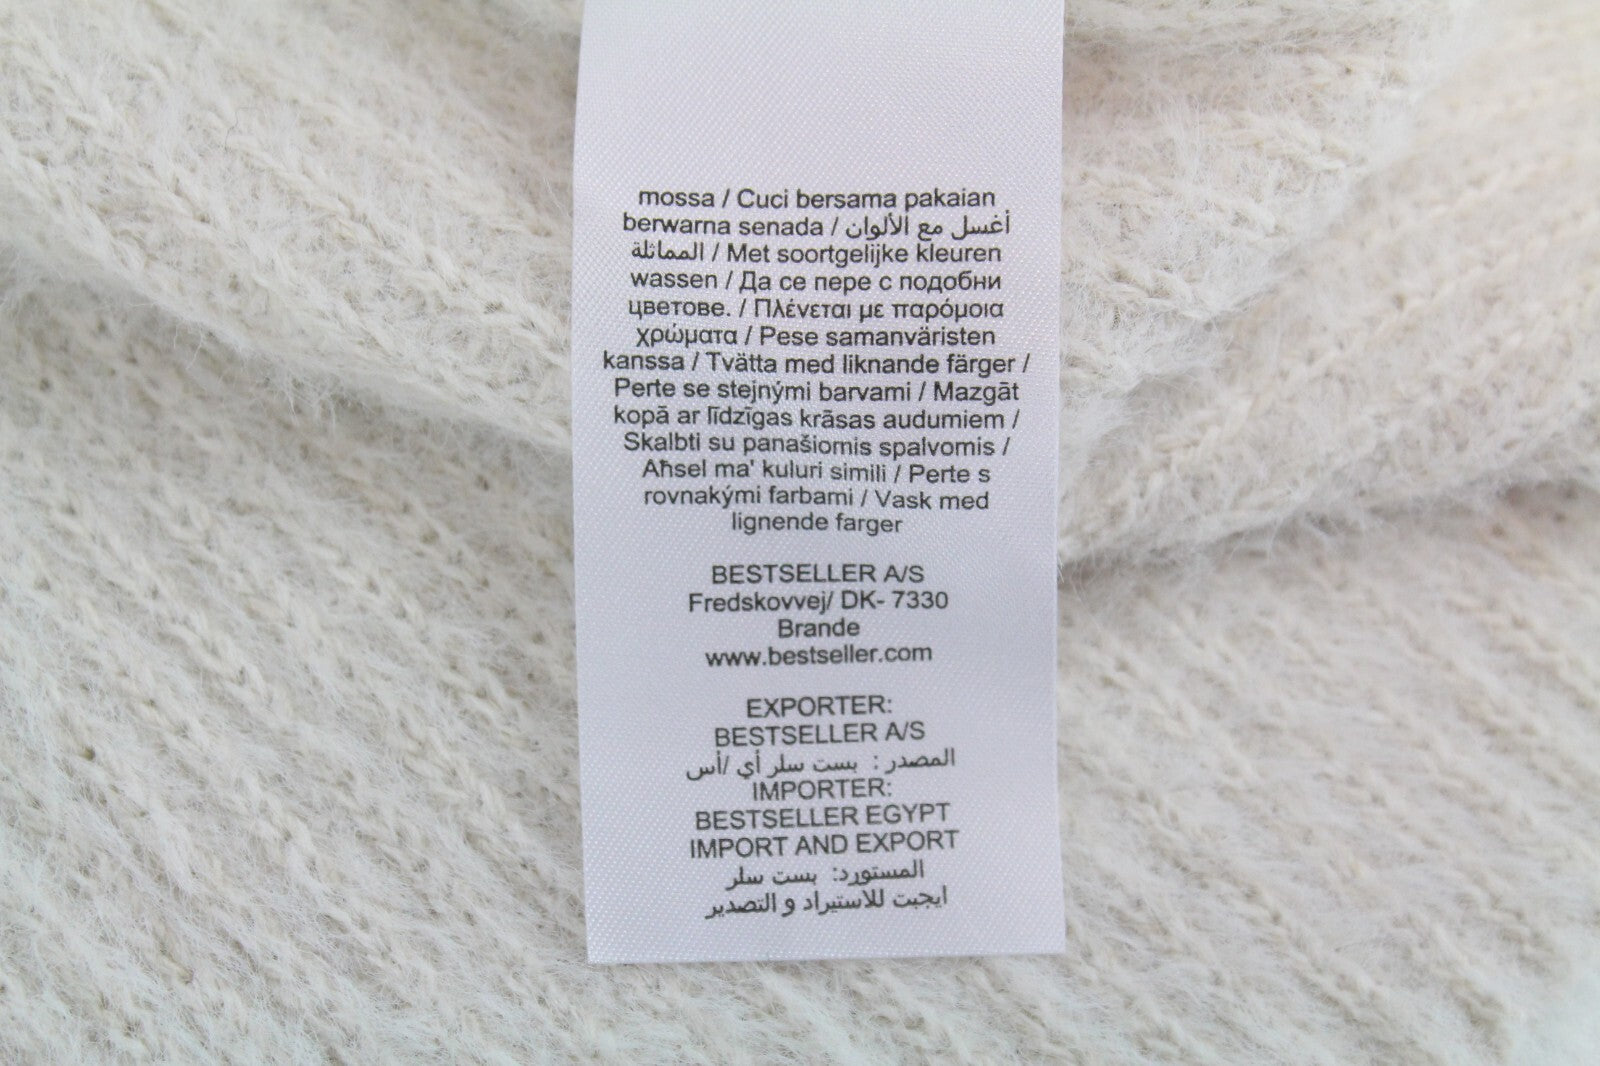 mossa / Cuci bersama pakaian
berwarna senada / أغسل مع الألوان
المماثلة / Met soortgelijke kleuren
wassen / Да се пере с подобни
цветове. / Πλένεται με παρόμοια
χρώματα / Pese samanväristen
kanssa / Tvätta med liknande färger /
Perte se stejnými barvami / Mazgāt
kopā ar līdzīgas krāsas audumiem /
Skalbti su panašiomis spalvomis /
Aħsel ma' kuluri simili / Perte s
rovnakými farbami / Vask med
lignende farger
BESTSELLER A/S
Fredskovvej/ DK- 7330
Brande
www.bestseller.com
EXPORTER:
BESTSELLER A/S
المصدر : بست سلر أي /أس
IMPORTER:
BESTSELLER EGYPT
IMPORT AND EXPORT
المستورد: بست سلر
ايجبت للاستيراد و التصدير